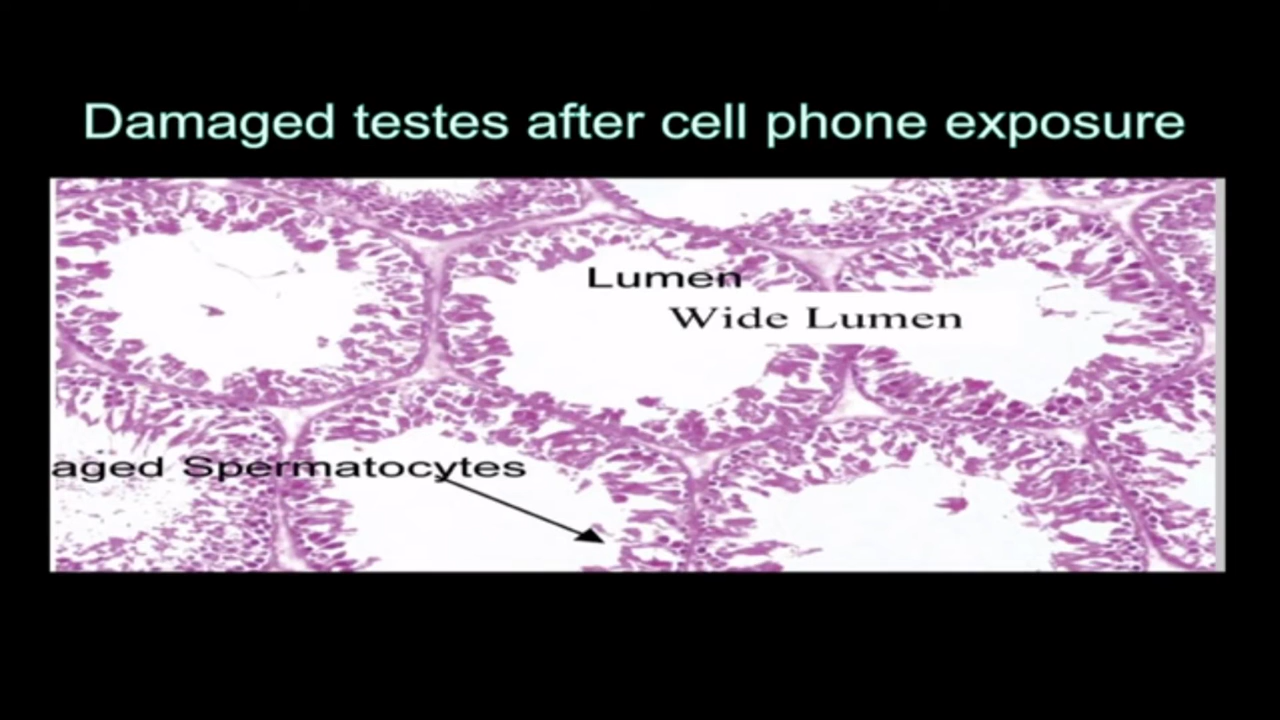 Damaged testes after cell phone exposure
Lumen
Wide Lumen
aged Spermatocytes